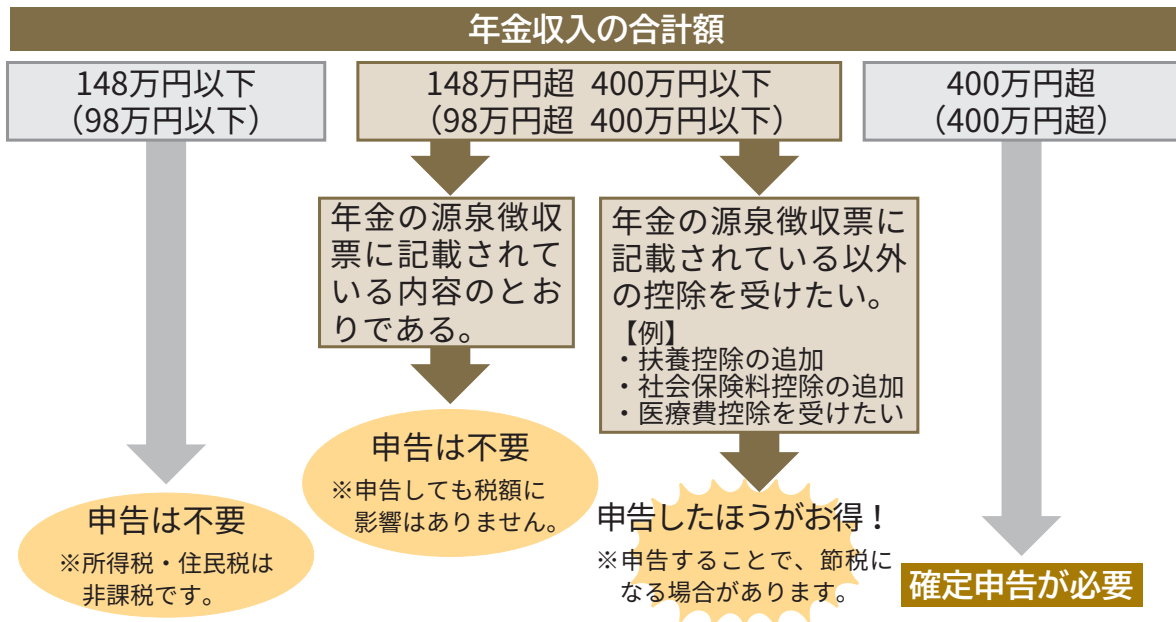 年金収入の合計額
148万円以下
（98万円以下）
148万円超 400万円以下
（98万円超 400万円以下）
400万円超
（400万円超）
年金の源泉徴収
票に記載されて
いる内容のとお
りである。
年金の源泉徴収票に
記載されている以外
の控除を受けたい。
【例】
・扶養控除の追加
・社会保険料控除の追加
・医療費控除を受けたい
申告は不要
※所得税・住民税は
非課税です。
申告は不要
※申告しても税額に
影響はありません。
申告したほうがお得！
※申告することで、節税に
なる場合があります。
確定申告が必要